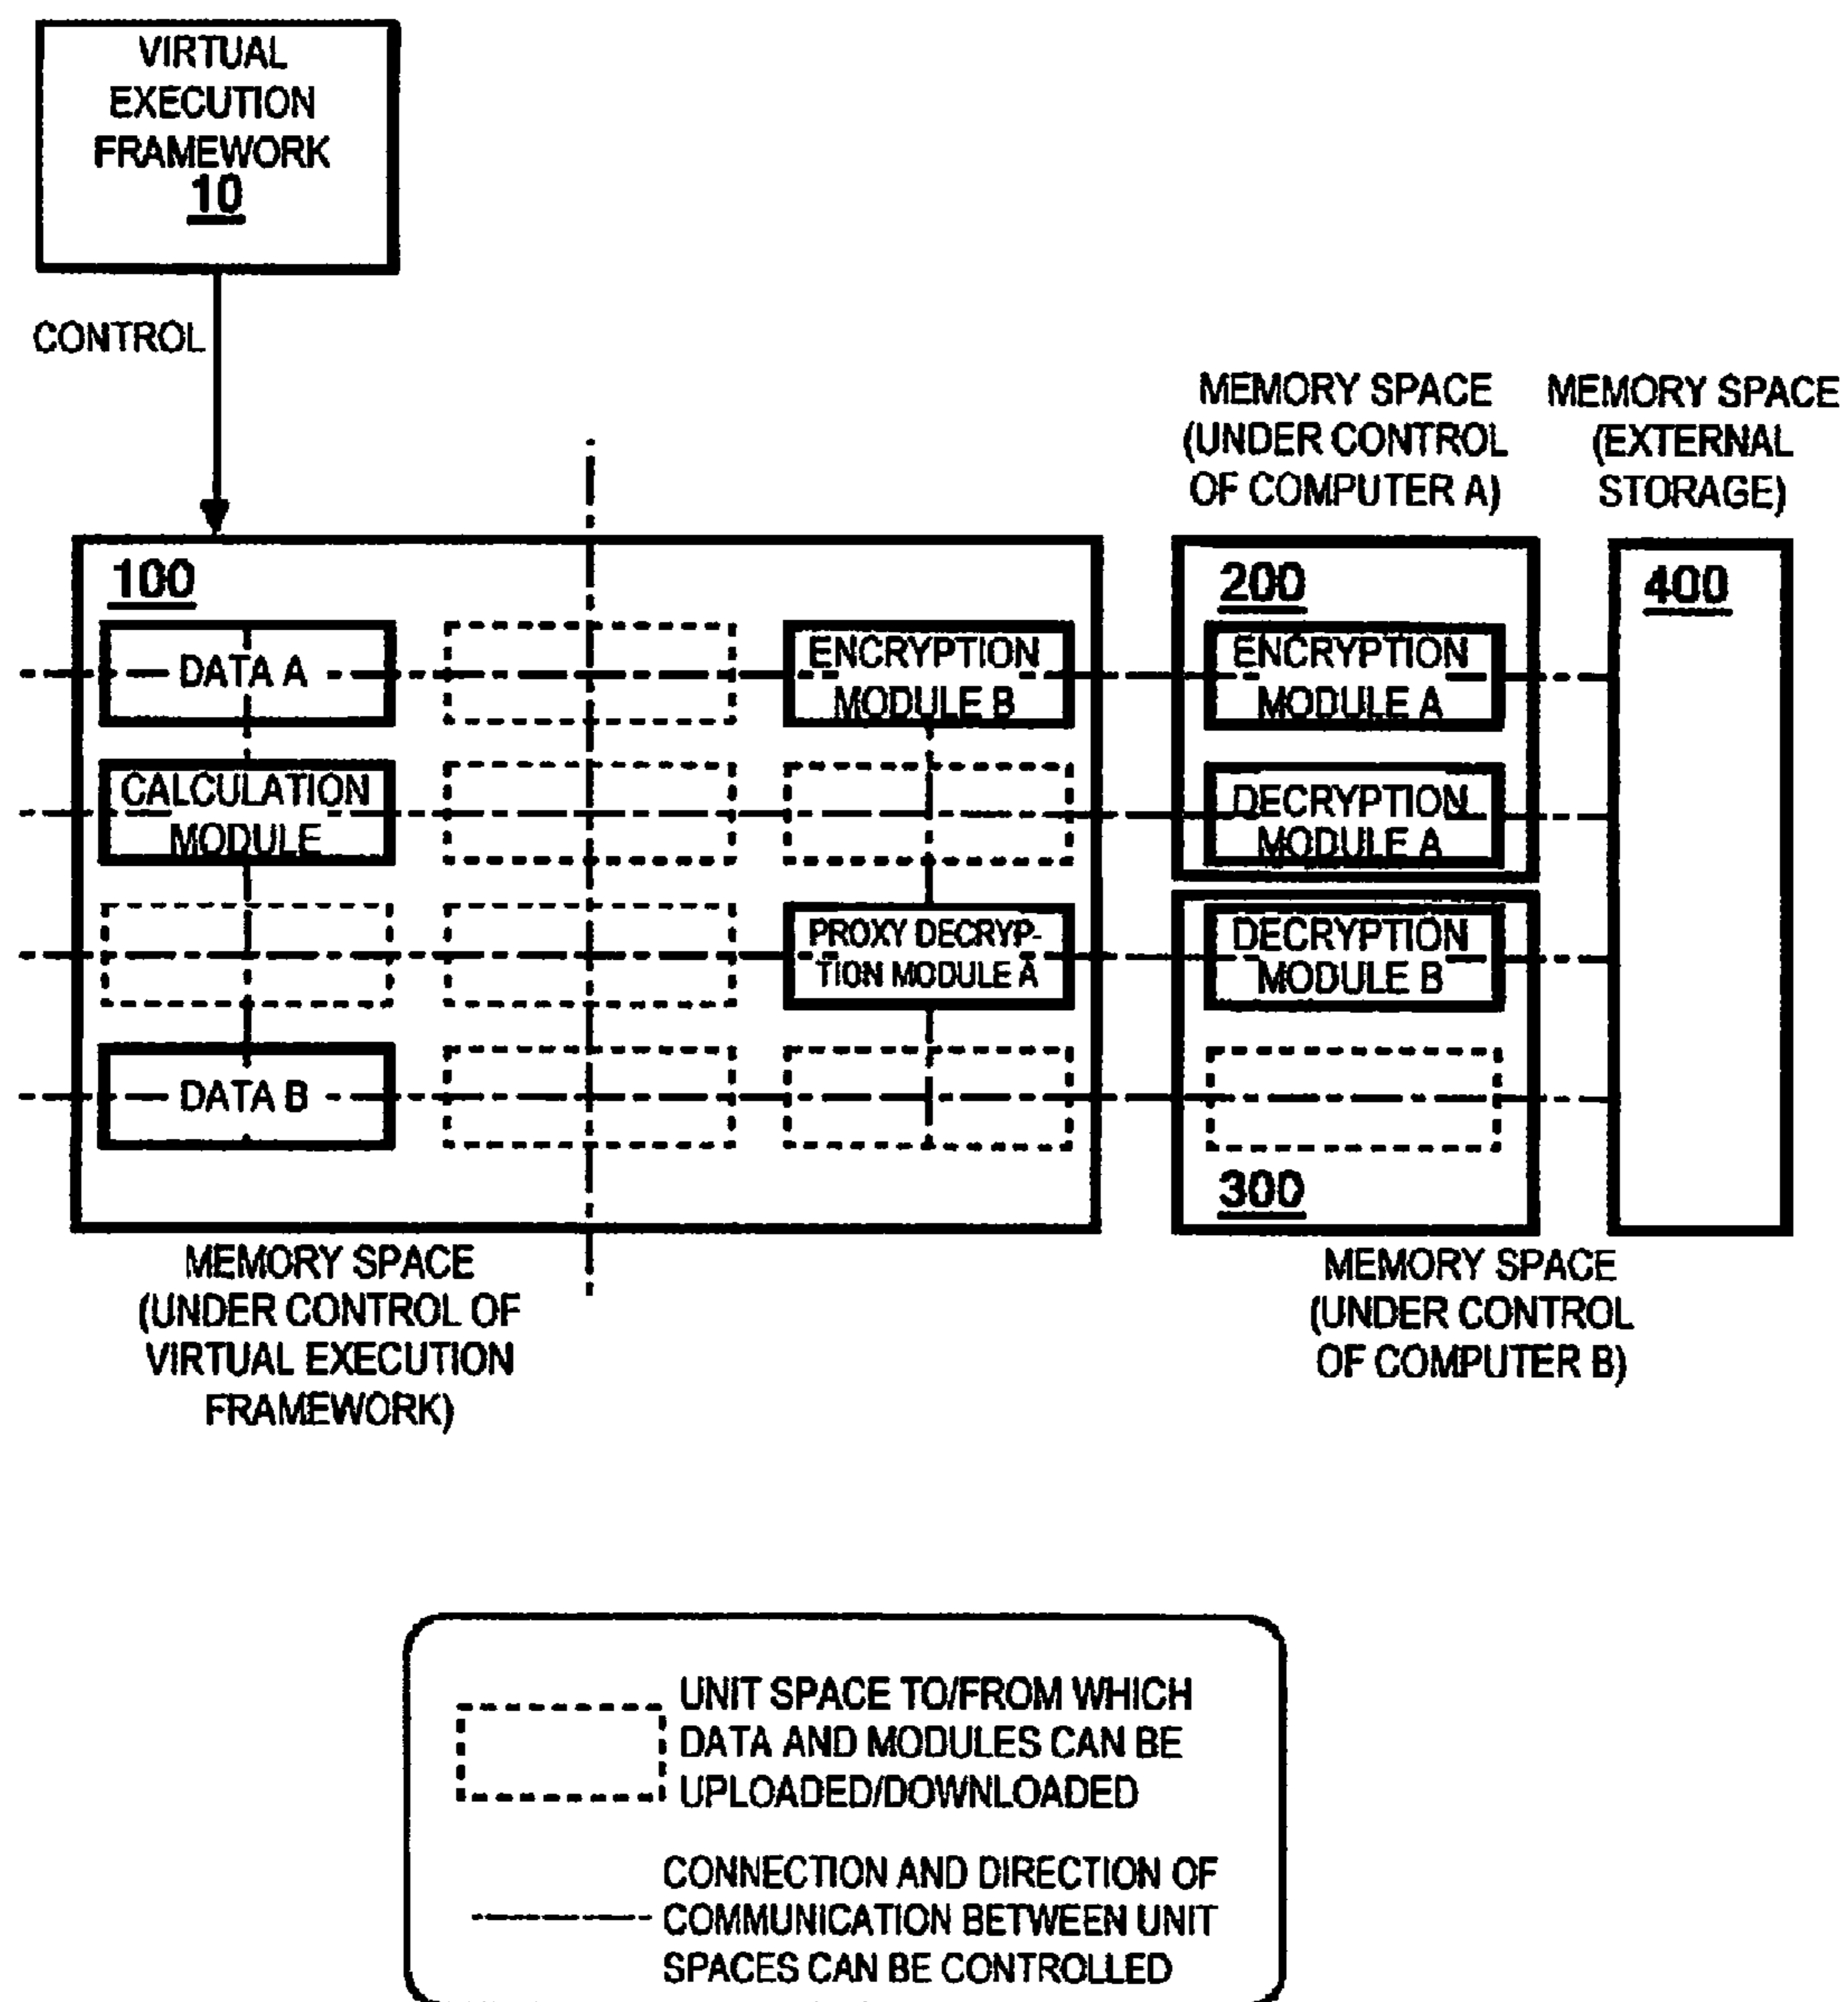 VIRTUAL
EXECUTION
FRAMEWORK
10
CONTROL
MEMORY SPACE
(UNDER CONTROL
OF COMPUTER A)
MEMORY SPACE
(EXTERNAL
STORAGE)
100
200
400
DATA A
ENCRYPTION
MODULE B
ENCRYPTION
MODULE A
CALCULATION
MODULE
DECRYPTION
MODULE A
PROXY DECRYP-
TION MODULE A
DECRYPTION
MODULE B
DATA B
300
MEMORY SPACE
(UNDER CONTROL OF
VIRTUAL EXECUTION
FRAMEWORK)
MEMORY SPACE
(UNDER CONTROL
OF COMPUTER B)
UNIT SPACE TO/FROM WHICH
DATA AND MODULES CAN BE
UPLOADED/DOWNLOADED
CONNECTION AND DIRECTION OF
COMMUNICATION BETWEEN UNIT
SPACES CAN BE CONTROLLED